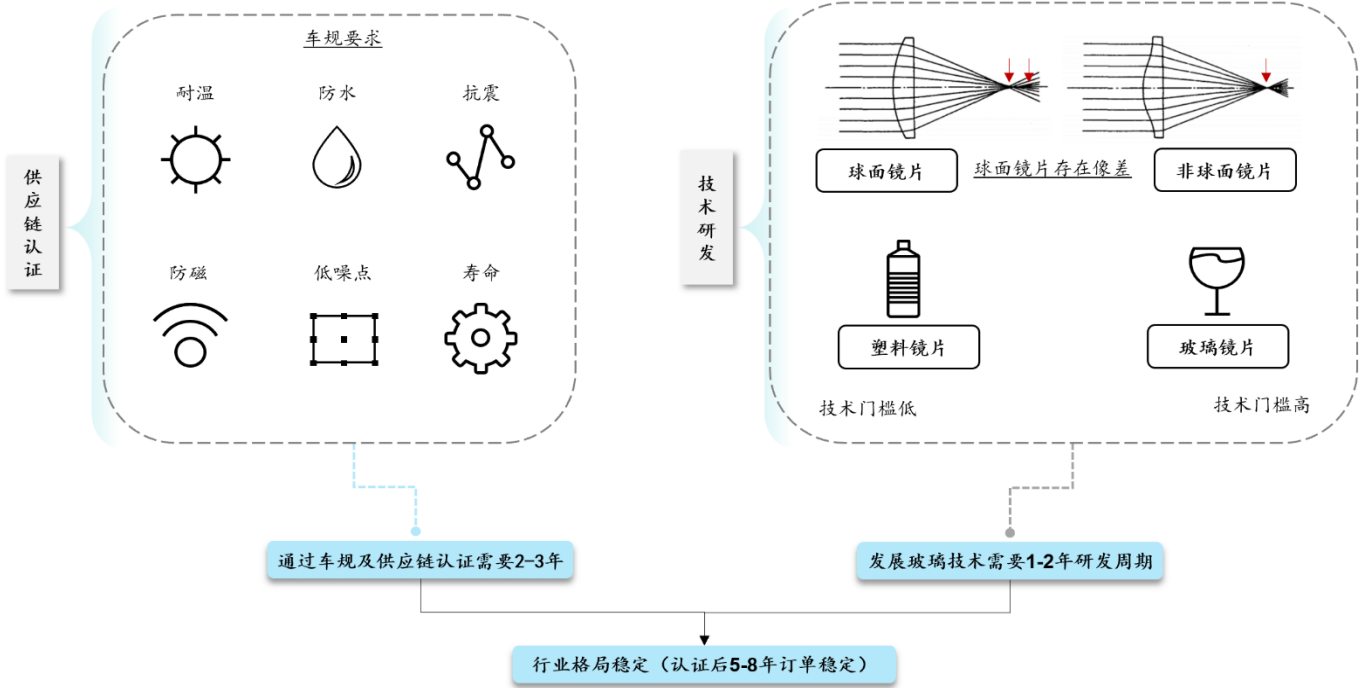 供应链认证
车规要求
耐温
防水
抗震
防磁
低噪点
寿命
技术研发
球面镜片
球面镜片存在像差
非球面镜片
塑料镜片
玻璃镜片
技术门槛低
技术门槛高
通过车规及供应链认证需要2-3年
发展玻璃技术需要1-2年研发周期
行业格局稳定（认证后5-8年订单稳定）